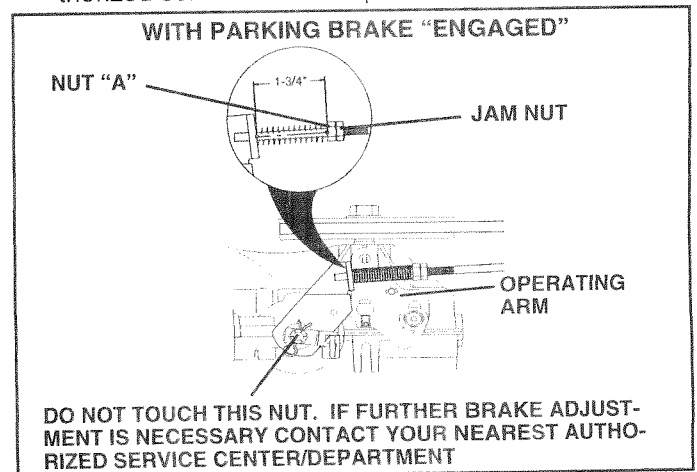 WITH PARKING BRAKE “ENGAGED”
NUT “A”
1-3/4"
JAM NUT
OPERATING
ARM
DO NOT TOUCH THIS NUT. IF FURTHER BRAKE ADJUST-
MENT IS NECESSARY CONTACT YOUR NEAREST AUTHO-
RIZED SERVICE CENTER/DEPARTMENT